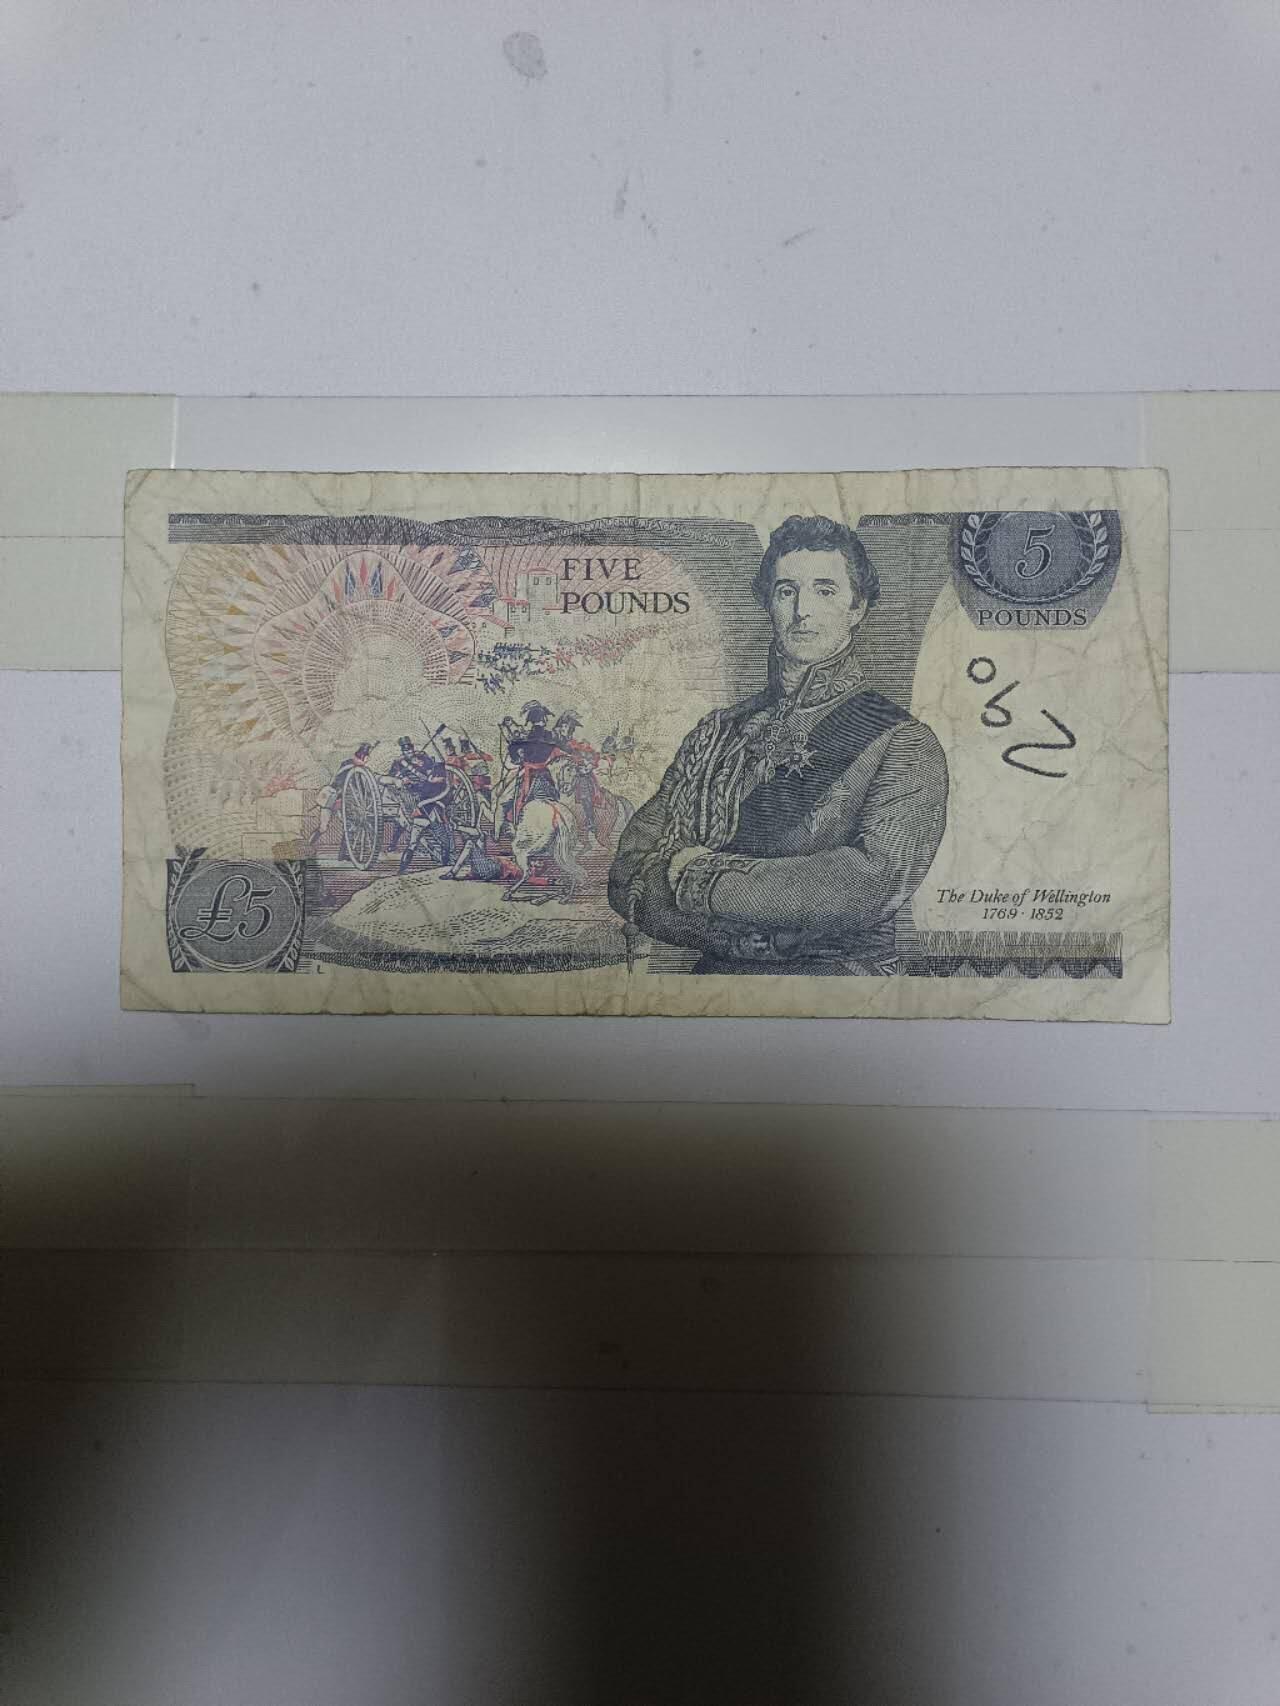 FIVE
POUNDS
5
POUNDS
£5
The Duke of Wellington
1769 · 1852
L